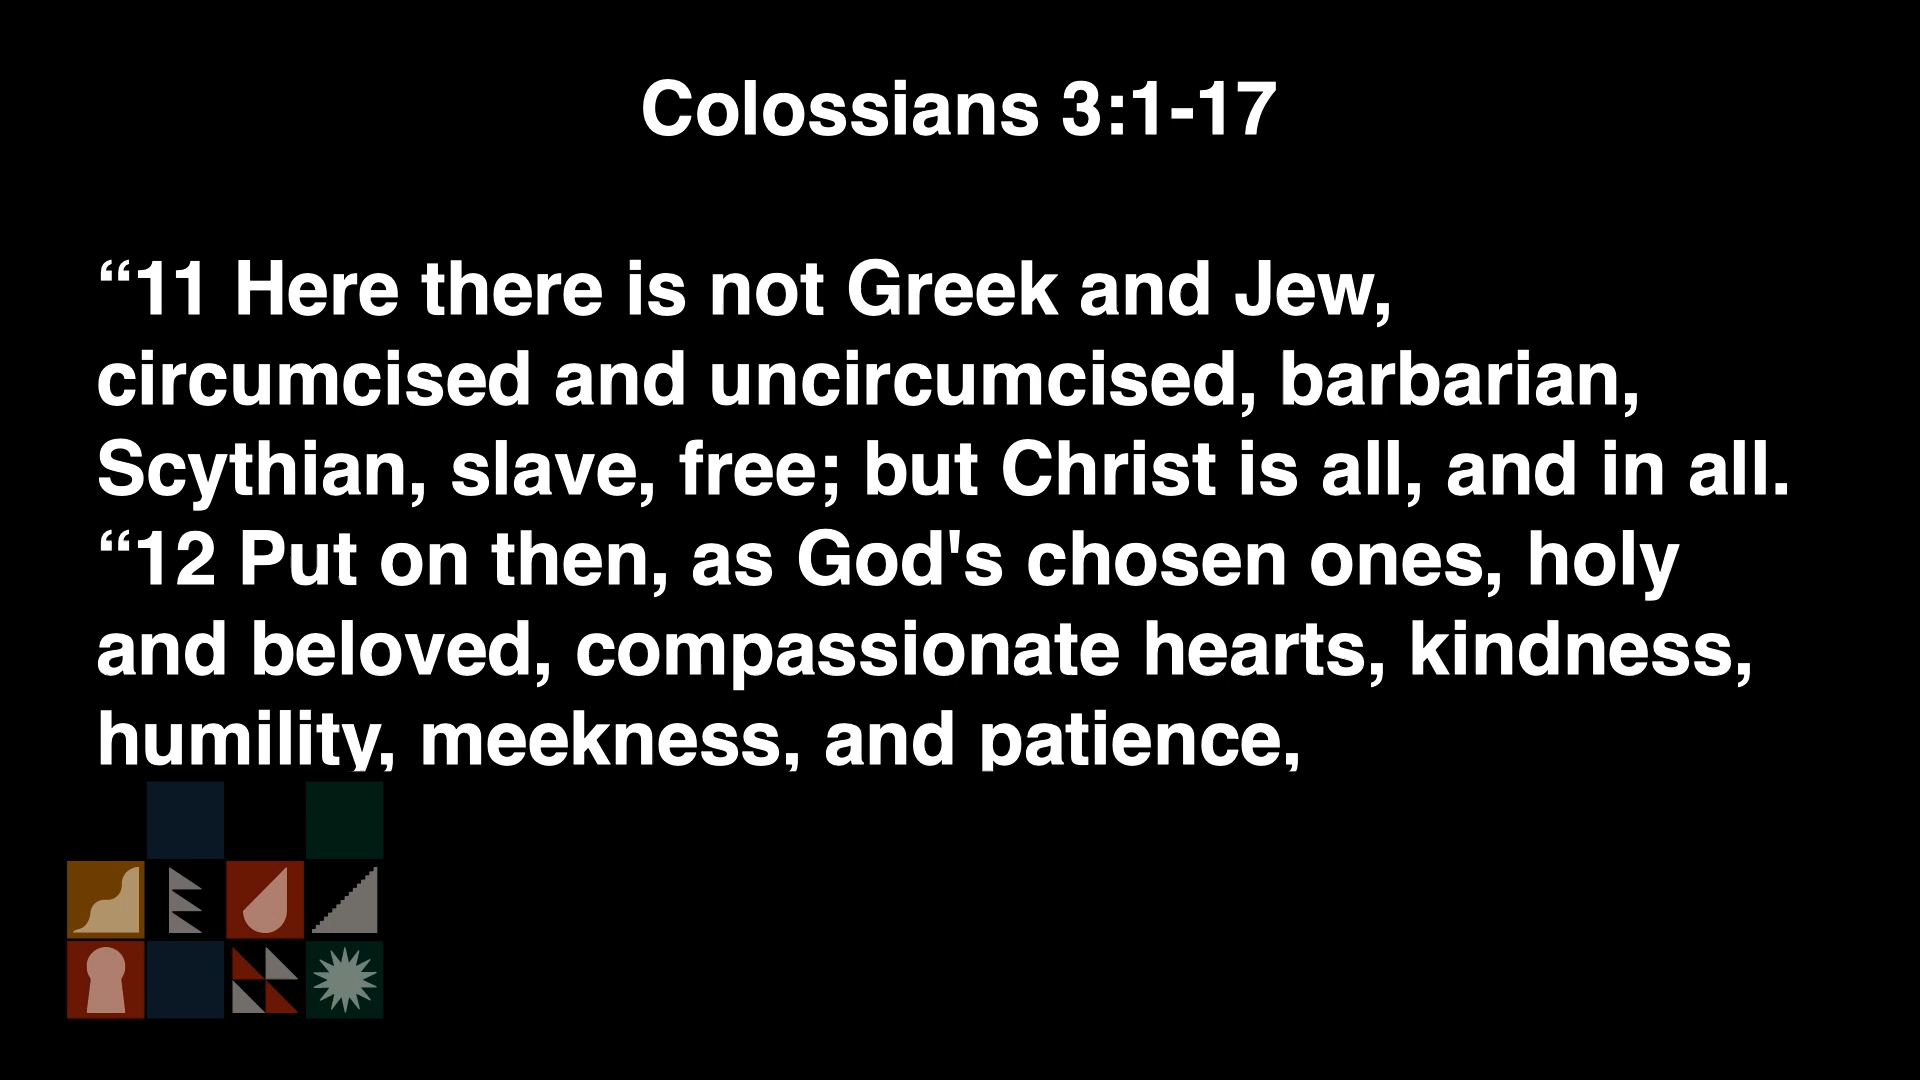 Colossians 3:1-17
“11 Here there is not Greek and Jew,
circumcised and uncircumcised, barbarian,
Scythian, slave, free; but Christ is all, and in all.
“12 Put on then, as God's chosen ones, holy
and beloved, compassionate hearts, kindness,
humility, meekness, and patience,